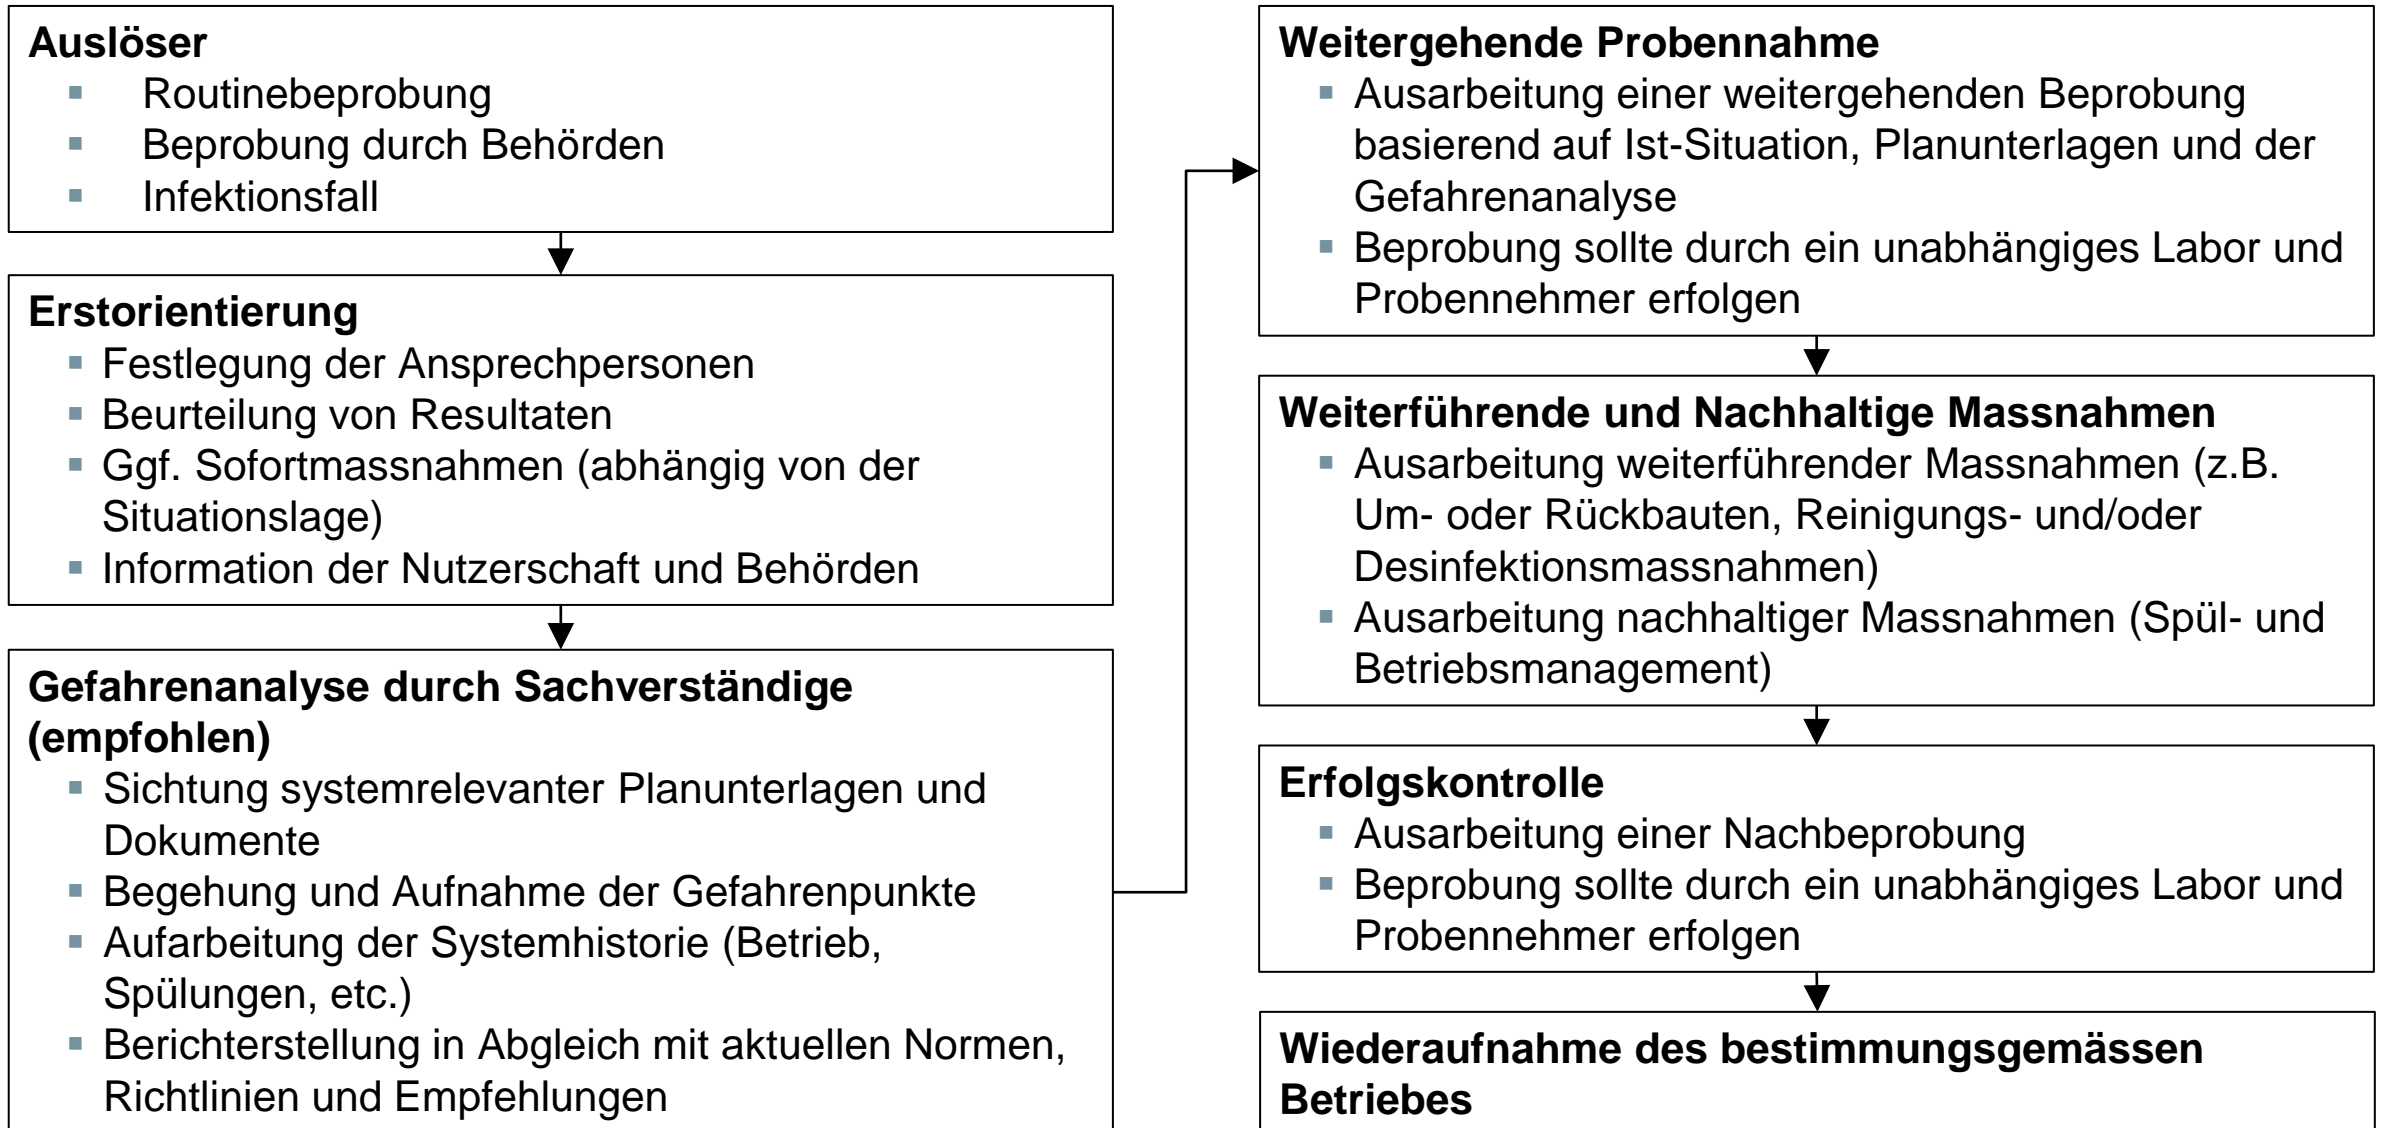 Auslöser
Routinebeprobung
Beprobung durch Behörden
Infektionsfall
Erstorientierung
Festlegung der Ansprechpersonen
Beurteilung von Resultaten
Ggf. Sofortmassnahmen (abhängig von der
Situationslage)
Information der Nutzerschaft und Behörden
Gefahrenanalyse durch Sachverständige
(empfohlen)
Sichtung systemrelevanter Planunterlagen und
Dokumente
Begehung und Aufnahme der Gefahrenpunkte
Aufarbeitung der Systemhistorie (Betrieb,
Spülungen, etc.)
Berichterstellung in Abgleich mit aktuellen Normen,
Richtlinien und Empfehlungen
Weitergehende Probennahme
Ausarbeitung einer weitergehenden Beprobung
basierend auf Ist-Situation, Planunterlagen und der
Gefahrenanalyse
Beprobung sollte durch ein unabhängiges Labor und
Probennehmer erfolgen
Weiterführende und Nachhaltige Massnahmen
Ausarbeitung weiterführender Massnahmen (z.B.
Um- oder Rückbauten, Reinigungs- und/oder
Desinfektionsmassnahmen)
Ausarbeitung nachhaltiger Massnahmen (Spül- und
Betriebsmanagement)
Erfolgskontrolle
Ausarbeitung einer Nachbeprobung
Beprobung sollte durch ein unabhängiges Labor und
Probennehmer erfolgen
Wiederaufnahme des bestimmungsgemässen
Betriebes